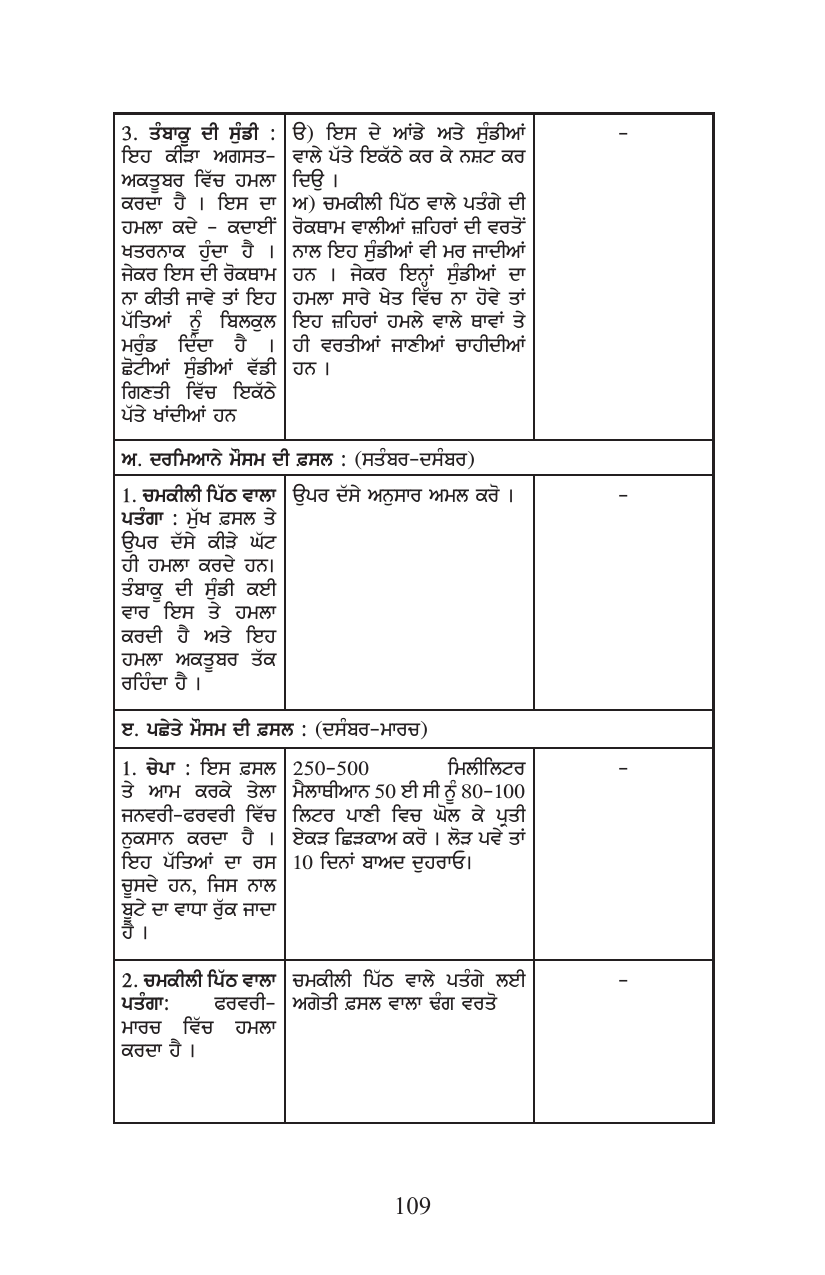 3. ਤੰਬਾਕੂ ਦੀ ਸੁੰਡੀ :
ਇਹ ਕੀੜਾ ਅਗਸਤ-
ਅਕਤੂਬਰ ਵਿੱਚ ਹਮਲਾ
ਕਰਦਾ ਹੈ । ਇਸ ਦਾ
ਹਮਲਾ ਕਦੇ - ਕਦਾਈਂ
ਖਤਰਨਾਕ ਹੁੰਦਾ ਹੈ ।
ਜੇਕਰ ਇਸ ਦੀ ਰੋਕਥਾਮ
ਨਾ ਕੀਤੀ ਜਾਵੇ ਤਾਂ ਇਹ
ਪੱਤਿਆਂ ਨੂੰ ਬਿਲਕੁਲ
ਮਰੁੰਡ ਦਿੰਦਾ ਹੈ ।
ਛੋਟੀਆਂ ਸੁੰਡੀਆਂ ਵੱਡੀ
ਗਿਣਤੀ ਵਿੱਚ ਇਕੱਠੇ
ਪੱਤੇ ਖਾਂਦੀਆਂ ਹਨ
ੳ) ਇਸ ਦੇ ਆਂਡੇ ਅਤੇ ਸੁੰਡੀਆਂ
ਵਾਲੇ ਪੱਤੇ ਇਕੱਠੇ ਕਰ ਕੇ ਨਸ਼ਟ ਕਰ
ਦਿਉ ।
ਅ) ਚਮਕੀਲੀ ਪਿੱਠ ਵਾਲੇ ਪਤੰਗੇ ਦੀ
ਰੋਕਥਾਮ ਵਾਲੀਆਂ ਜ਼ਹਿਰਾਂ ਦੀ ਵਰਤੋਂ
ਨਾਲ ਇਹ ਸੁੰਡੀਆਂ ਵੀ ਮਰ ਜਾਦੀਆਂ
ਹਨ । ਜੇਕਰ ਇਨ੍ਹਾਂ ਸੁੰਡੀਆਂ ਦਾ
ਹਮਲਾ ਸਾਰੇ ਖੇਤ ਵਿੱਚ ਨਾ ਹੋਵੇ ਤਾਂ
ਇਹ ਜ਼ਹਿਰਾਂ ਹਮਲੇ ਵਾਲੇ ਥਾਵਾਂ ਤੇ
ਹੀ ਵਰਤੀਆਂ ਜਾਣੀਆਂ ਚਾਹੀਦੀਆਂ
ਹਨ ।
-
ਅ. ਦਰਮਿਆਨੇ ਮੌਸਮ ਦੀ ਫ਼ਸਲ : (ਸਤੰਬਰ-ਦਸੰਬਰ)
1. ਚਮਕੀਲੀ ਪਿੱਠ ਵਾਲਾ
ਪਤੰਗਾ : ਮੁੱਖ ਫ਼ਸਲ ਤੇ
ਉਪਰ ਦੱਸੇ ਕੀੜੇ ਘੱਟ
ਹੀ ਹਮਲਾ ਕਰਦੇ ਹਨ।
ਤੰਬਾਕੂ ਦੀ ਸੁੰਡੀ ਕਈ
ਵਾਰ ਇਸ ਤੇ ਹਮਲਾ
ਕਰਦੀ ਹੈ ਅਤੇ ਇਹ
ਹਮਲਾ ਅਕਤੂਬਰ ਤੱਕ
ਰਹਿੰਦਾ ਹੈ ।
ਉਪਰ ਦੱਸੇ ਅਨੁਸਾਰ ਅਮਲ ਕਰੋ ।
-
ੲ. ਪਛੇਤੇ ਮੌਸਮ ਦੀ ਫ਼ਸਲ : (ਦਸੰਬਰ-ਮਾਰਚ)
1. ਚੇਪਾ : ਇਸ ਫ਼ਸਲ
ਤੇ ਆਮ ਕਰਕੇ ਤੇਲਾ
ਜਨਵਰੀ-ਫਰਵਰੀ ਵਿੱਚ
ਨੁਕਸਾਨ ਕਰਦਾ ਹੈ ।
ਇਹ ਪੱਤਿਆਂ ਦਾ ਰਸ
ਚੂਸਦੇ ਹਨ, ਜਿਸ ਨਾਲ
ਬੂਟੇ ਦਾ ਵਾਧਾ ਰੁੱਕ ਜਾਦਾ
ਹੈ ।
250-500 ਮਿਲੀਲਿਟਰ
ਮੈਲਾਥੀਆਨ 50 ਈ ਸੀ ਨੂੰ 80-100
ਲਿਟਰ ਪਾਣੀ ਵਿਚ ਘੋਲ ਕੇ ਪ੍ਰਤੀ
ਏਕੜ ਛਿੜਕਾਅ ਕਰੋ । ਲੋੜ ਪਵੇ ਤਾਂ
10 ਦਿਨਾਂ ਬਾਅਦ ਦੁਹਰਾਓ।
-
2. ਚਮਕੀਲੀ ਪਿੱਠ ਵਾਲਾ
ਪਤੰਗਾ: ਫਰਵਰੀ-
ਮਾਰਚ ਵਿੱਚ ਹਮਲਾ
ਕਰਦਾ ਹੈ ।
ਚਮਕੀਲੀ ਪਿੱਠ ਵਾਲੇ ਪਤੰਗੇ ਲਈ
ਅਗੇਤੀ ਫ਼ਸਲ ਵਾਲਾ ਢੰਗ ਵਰਤੋ
-
109